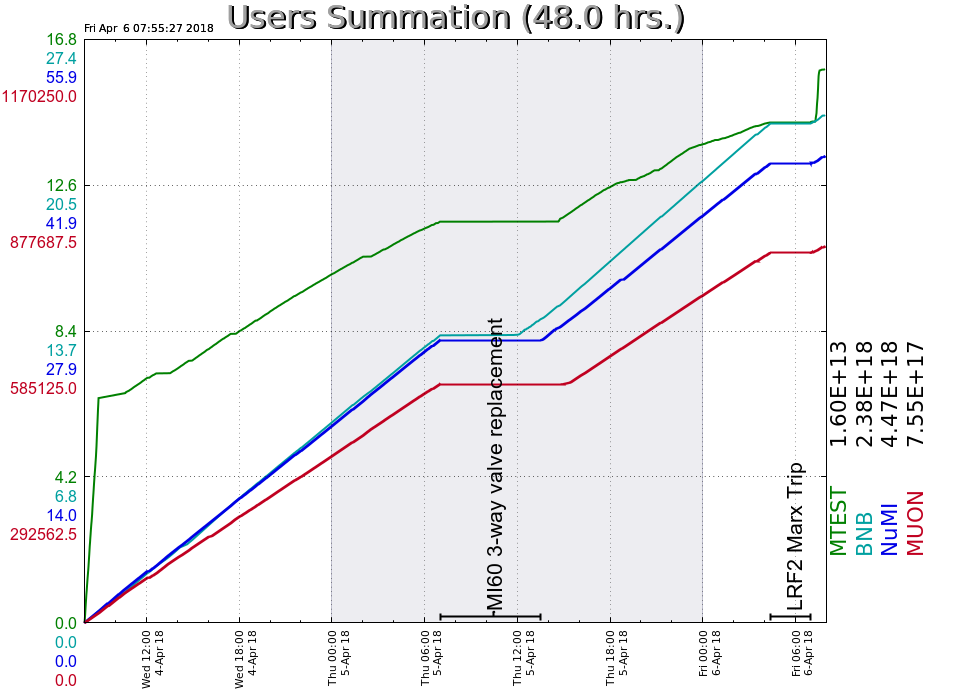 Users Summation (48.0 hrs.)
Fri Apr 6 07:55:27 2018
16.8
27.4
55.9
1170250.0
12.6
20.5
41.9
877687.5
8.4
13.7
27.9
585125.0
4.2
6.8
14.0
292562.5
0.0
0.0
0.0
0.0
MI60 3-way valve replacement
LRF2 Marx Trip
MTEST 1.60E+13
BNB 2.38E+18
NuMI 4.47E+18
MUON 7.55E+17
Wed 12:00
4-Apr 18
Wed 18:00
4-Apr 18
Thu 00:00
5-Apr 18
Thu 06:00
5-Apr 18
Thu 12:00
5-Apr 18
Thu 18:00
5-Apr 18
Fri 00:00
6-Apr 18
Fri 06:00
6-Apr 18